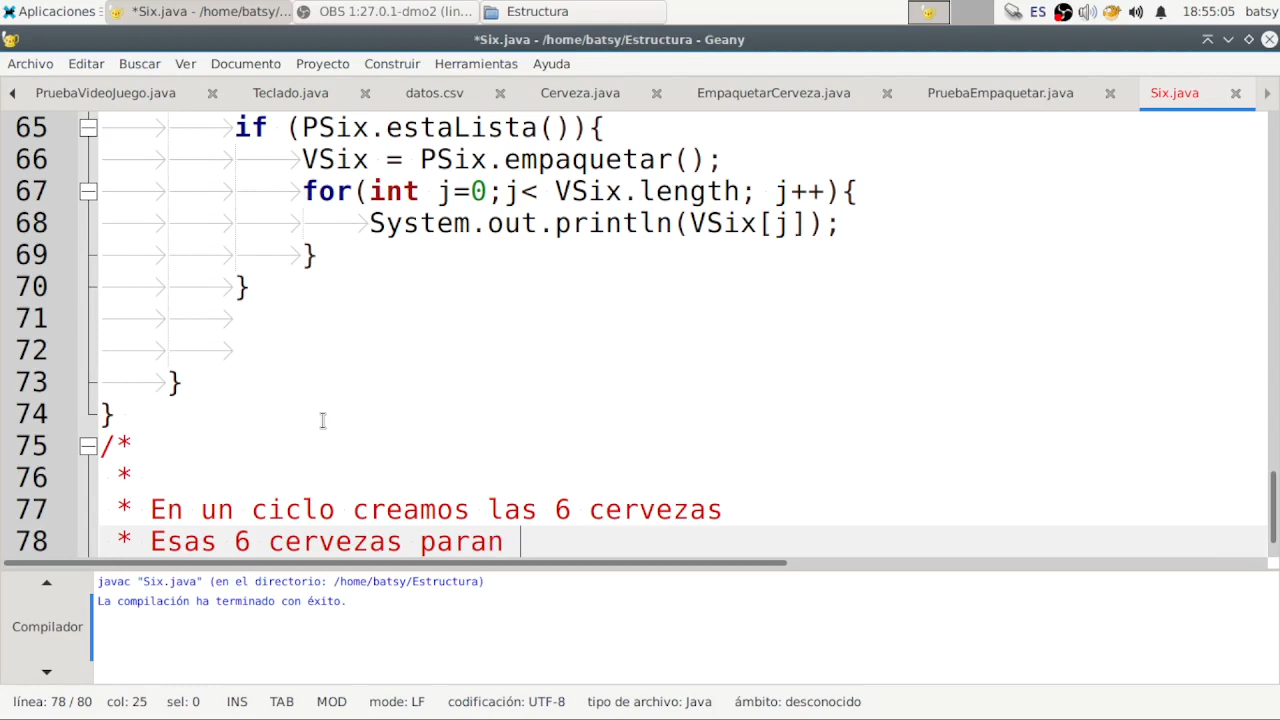 Aplicaciones
*Six.java - /home/batsy/...
OBS 1:27.0.1-dmo2 (lin...
Estructura
ES
18:55:05
batsy
*Six.java - /home/batsy/Estructura - Geany
Archivo Editar Buscar Ver Documento Proyecto Construir Herramientas Ayuda
PruebaVideoJuego.java Teclado.java datos.csv Cerveza.java EmpaquetarCerveza.java PruebaEmpaquetar.java Six.java
65 if (PSix.estaLista()){
66 VSix = PSix.empaquetar();
67 for(int j=0;j< VSix.length; j++){
68 System.out.println(VSix[j]);
69 }
70 }
71
72
73 }
74 }
75 /*
76 *
77 * En un ciclo creamos las 6 cervezas
78 * Esas 6 cervezas paran
Compilador
javac "Six.java" (en el directorio: /home/batsy/Estructura)
La compilación ha terminado con éxito.
línea: 78 / 80 col: 25 sel: 0 INS TAB MOD mode: LF codificación: UTF-8 tipo de archivo: Java ámbito: desconocido